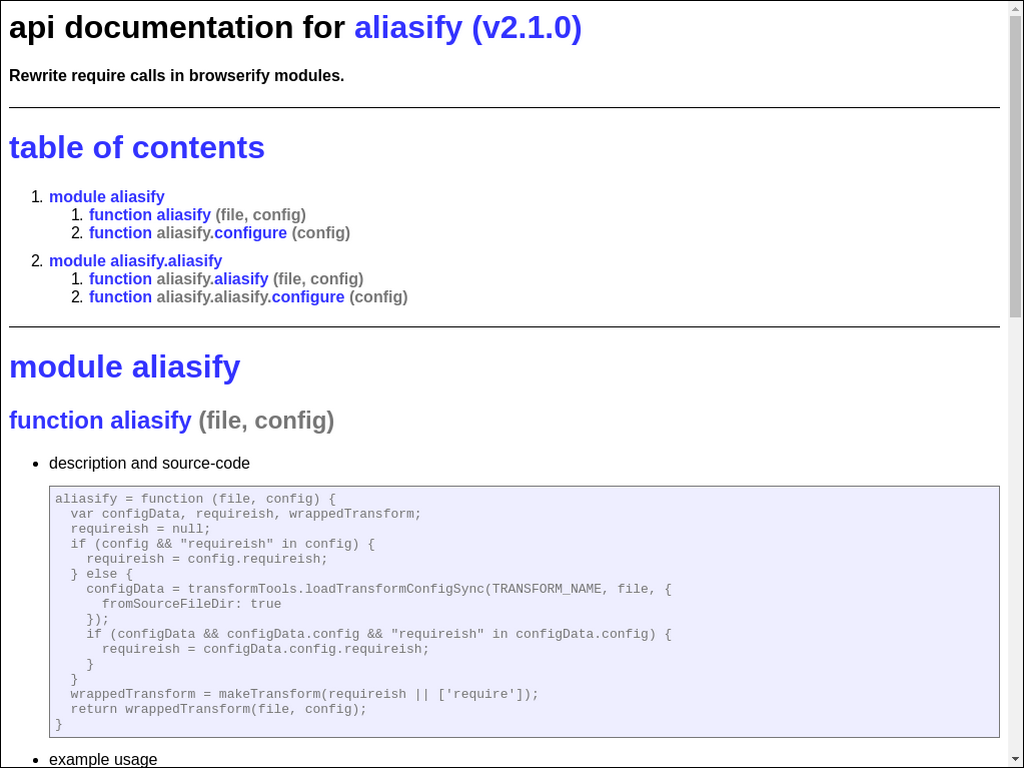 api documentation for aliasify (v2.1.0)
Rewrite require calls in browserify modules.
table of contents
1. module aliasify
1. function aliasify (file, config)
2. function aliasify.configure (config)
2. module aliasify.aliasify
1. function aliasify.aliasify (file, config)
2. function aliasify.aliasify.configure (config)
module aliasify
function aliasify (file, config)
• description and source-code
aliasify = function (file, config) {
  var configData, requireish, wrappedTransform;
  requireish = null;
  if (config && "requireish" in config) {
    requireish = config.requireish;
  } else {
    configData = transformTools.loadTransformConfigSync(TRANSFORM_NAME, file, {
      fromSourceFileDir: true
    });
    if (configData && configData.config && "requireish" in configData.config) {
      requireish = configData.config.requireish;
    }
  }
  wrappedTransform = makeTransform(requireish || ['require']);
  return wrappedTransform(file, config);
}
• example usage